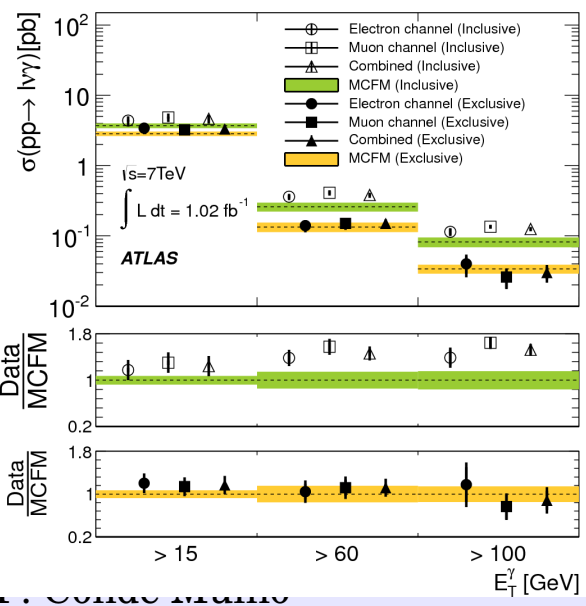 σ(pp→ lνγ)[pb]
10²
10
1
10⁻¹
10⁻²
Electron channel (Inclusive)
Muon channel (Inclusive)
Combined (Inclusive)
MCFM (Inclusive)
Electron channel (Exclusive)
Muon channel (Exclusive)
Combined (Exclusive)
MCFM (Exclusive)
√s=7TeV
∫ L dt = 1.02 fb⁻¹
ATLAS
Data
MCFM
1.8
1
0.2
Data
MCFM
1.8
1
0.2
> 15
> 60
> 100
E_T^γ [GeV]